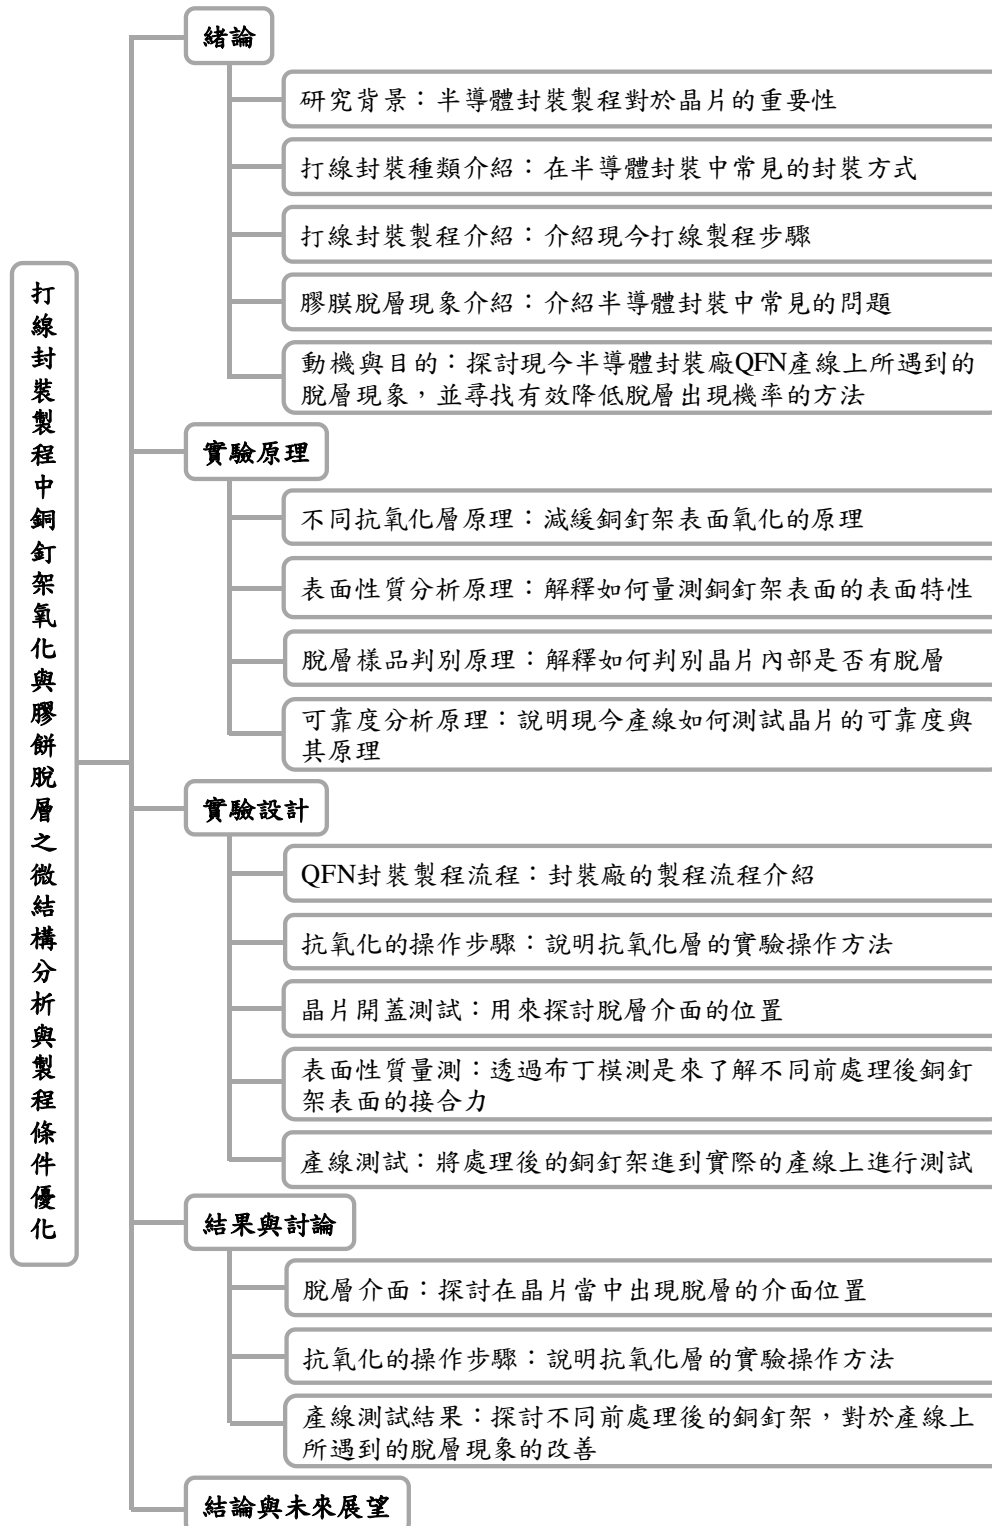 打線封裝製程中銅釘架氧化與膠餅脫層之微結構分析與製程條件優化
緒論
研究背景：半導體封裝製程對於晶片的重要性
打線封裝種類介紹：在半導體封裝中常見的封裝方式
打線封裝製程介紹：介紹現今打線製程步驟
膠膜脫層現象介紹：介紹半導體封裝中常見的問題
動機與目的：探討現今半導體封裝廠QFN產線上所遇到的
脫層現象，並尋找有效降低脫層出現機率的方法
實驗原理
不同抗氧化層原理：減緩銅釘架表面氧化的原理
表面性質分析原理：解釋如何量測銅釘架表面的表面特性
脫層樣品判別原理：解釋如何判別晶片內部是否有脫層
可靠度分析原理：說明現今產線如何測試晶片的可靠度與
其原理
實驗設計
QFN封裝製程流程：封裝廠的製程流程介紹
抗氧化的操作步驟：說明抗氧化層的實驗操作方法
晶片開蓋測試：用來探討脫層介面的位置
表面性質量測：透過布丁模測是來了解不同前處理後銅釘
架表面的接合力
產線測試：將處理後的銅釘架進到實際的產線上進行測試
結果與討論
脫層介面：探討在晶片當中出現脫層的介面位置
抗氧化的操作步驟：說明抗氧化層的實驗操作方法
產線測試結果：探討不同前處理後的銅釘架，對於產線上
所遇到的脫層現象的改善
結論與未來展望